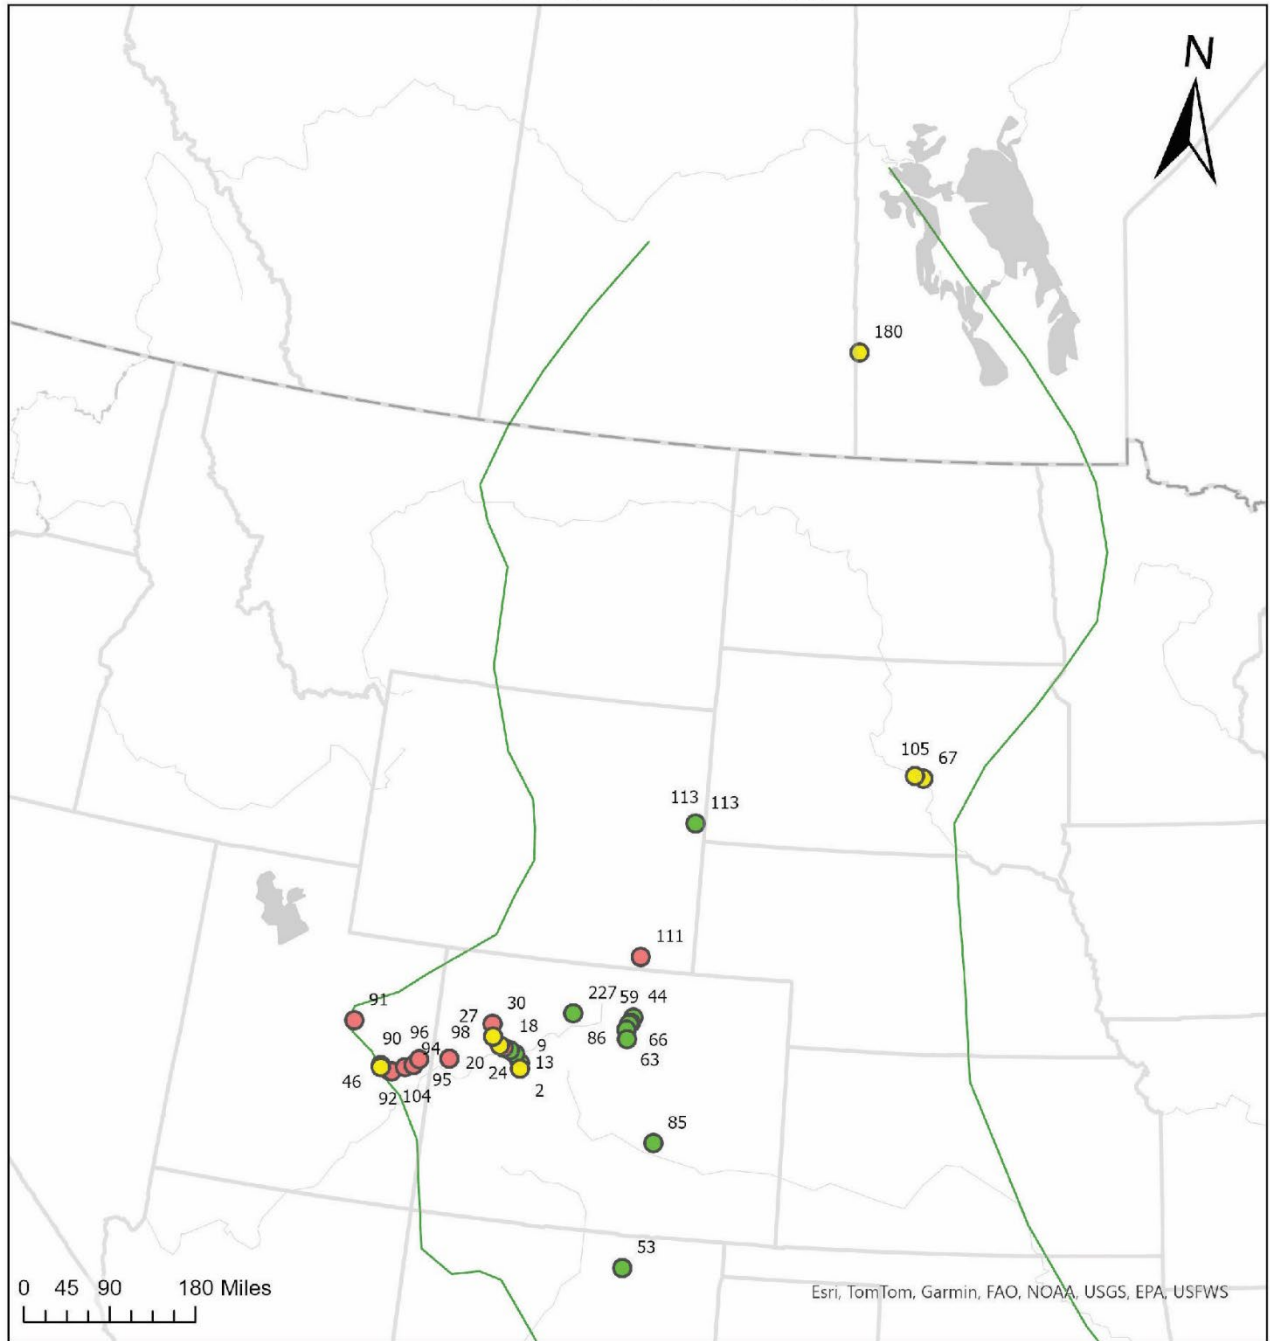 N
180
105 67
113 113
111
91
227 59 44
27 30
90 96 98 18
94 9
86 66
46 20 13 63
95 24
92 104 2
85
53
0 45 90 180 Miles
Esri, TomTom, Garmin, FAO, NOAA, USGS, EPA, USFWS